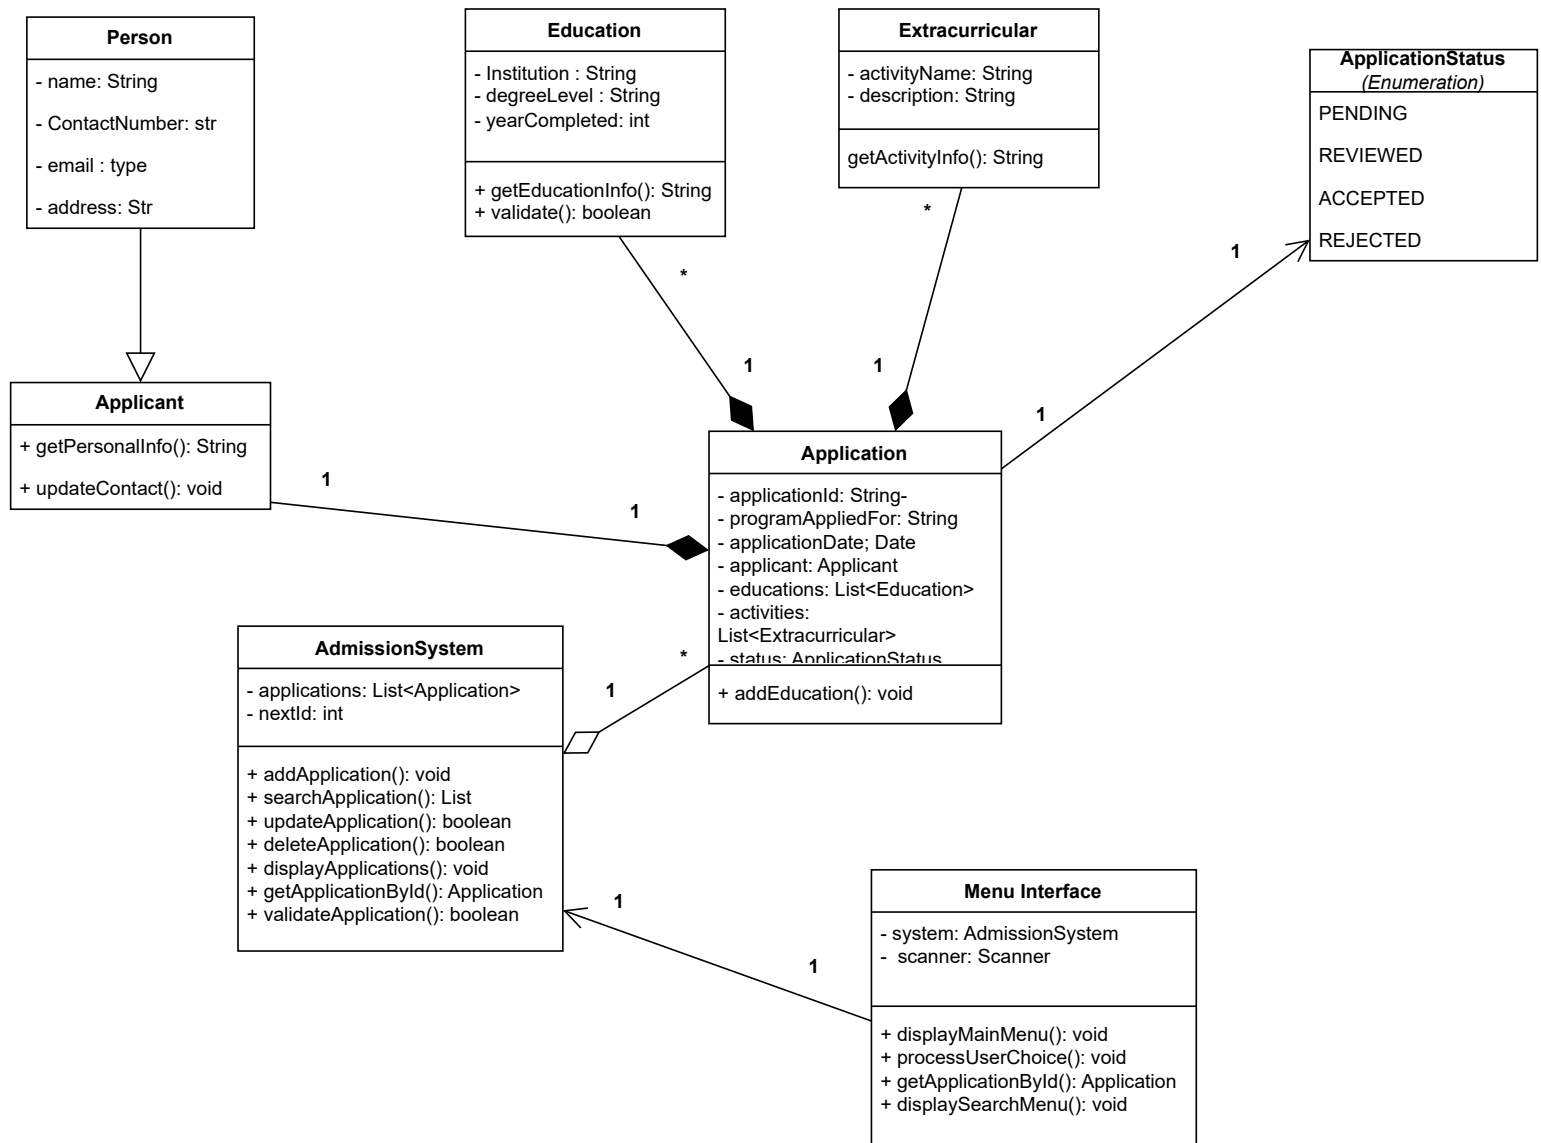 Person
- name: String
- ContactNumber: str
- email : type
- address: Str
Education
- Institution : String
- degreeLevel : String
- yearCompleted: int
+ getEducationInfo(): String
+ validate(): boolean
Extracurricular
- activityName: String
- description: String
getActivityInfo(): String
ApplicationStatus
(Enumeration)
PENDING
REVIEWED
ACCEPTED
REJECTED
*
*
1
1
1
1
Applicant
+ getPersonalInfo(): String
+ updateContact(): void
1
1
Application
- applicationId: String-
- programAppliedFor: String
- applicationDate; Date
- applicant: Applicant
- educations: List<Education>
- activities:
List<Extracurricular>
- status: ApplicationStatus
+ addEducation(): void
AdmissionSystem
- applications: List<Application>
- nextId: int
+ addApplication(): void
+ searchApplication(): List
+ updateApplication(): boolean
+ deleteApplication(): boolean
+ displayApplications(): void
+ getApplicationById(): Application
+ validateApplication(): boolean
*
1
1
1
Menu Interface
- system: AdmissionSystem
- scanner: Scanner
+ displayMainMenu(): void
+ processUserChoice(): void
+ getApplicationById(): Application
+ displaySearchMenu(): void